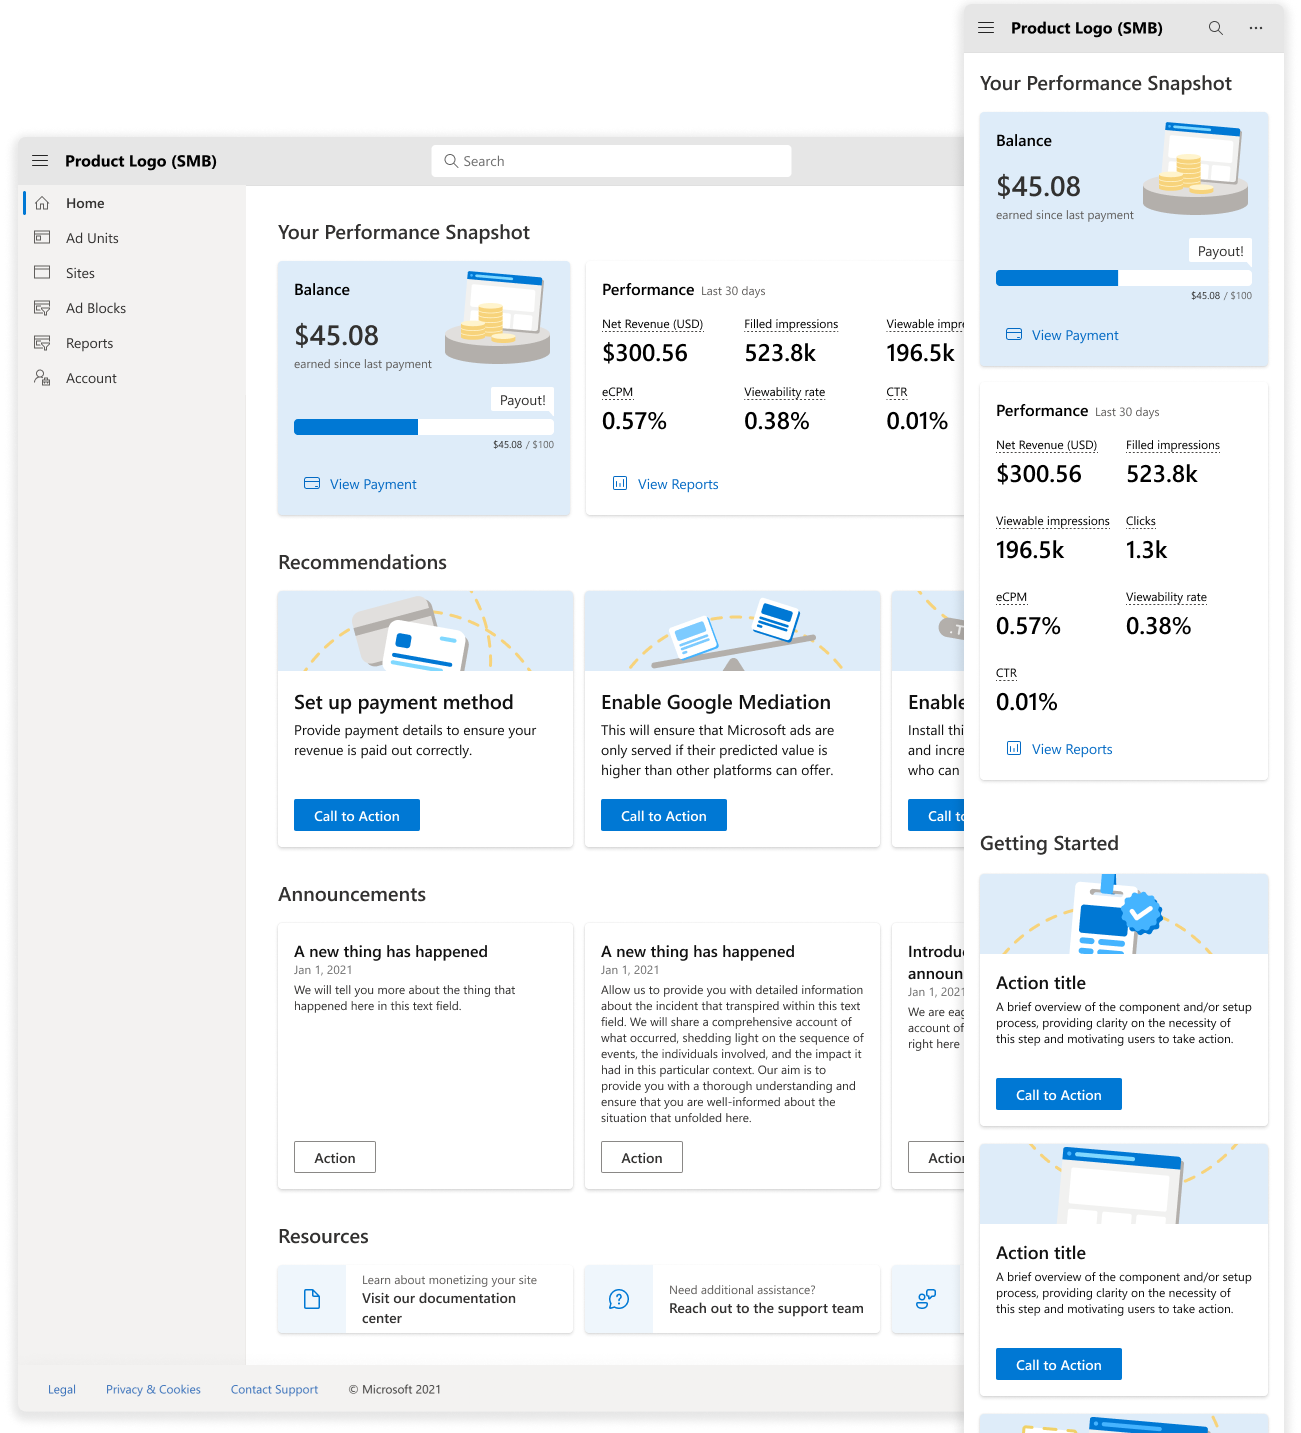 Product Logo (SMB)
Search
Home
Ad Units
Sites
Ad Blocks
Reports
Account
Your Performance Snapshot
Balance
$45.08
earned since last payment
Payout!
$45.08 / $100
View Payment
Performance Last 30 days
Net Revenue (USD) Filled impressions Viewable impre
$300.56 523.8k 196.5k
eCPM Viewability rate CTR
0.57% 0.38% 0.01%
View Reports
Recommendations
Set up payment method
Provide payment details to ensure your
revenue is paid out correctly.
Call to Action
Enable Google Mediation
This will ensure that Microsoft ads are
only served if their predicted value is
higher than other platforms can offer.
Call to Action
.T
Enable
Install thi
and incre
who can
Call to
Announcements
A new thing has happened
Jan 1, 2021
We will tell you more about the thing that
happened here in this text field.
Action
A new thing has happened
Jan 1, 2021
Allow us to provide you with detailed information
about the incident that transpired within this text
field. We will share a comprehensive account of
what occurred, shedding light on the sequence of
events, the individuals involved, and the impact it
had in this particular context. Our aim is to
provide you with a thorough understanding and
ensure that you are well-informed about the
situation that unfolded here.
Action
Introduc
announ
Jan 1, 2021
We are eag
account of
right here
Action
Resources
Learn about monetizing your site
Visit our documentation
center
Need additional assistance?
Reach out to the support team
Legal Privacy & Cookies Contact Support © Microsoft 2021
Product Logo (SMB)
Your Performance Snapshot
Balance
$45.08
earned since last payment
Payout!
$45.08 / $100
View Payment
Performance Last 30 days
Net Revenue (USD) Filled impressions
$300.56 523.8k
Viewable impressions Clicks
196.5k 1.3k
eCPM Viewability rate
0.57% 0.38%
CTR
0.01%
View Reports
Getting Started
Action title
A brief overview of the component and/or setup
process, providing clarity on the necessity of
this step and motivating users to take action.
Call to Action
Action title
A brief overview of the component and/or setup
process, providing clarity on the necessity of
this step and motivating users to take action.
Call to Action